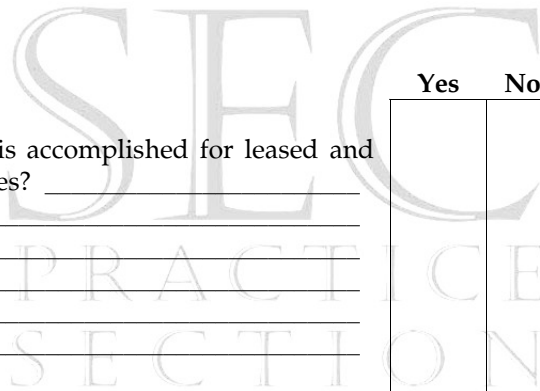 Yes No
is accomplished for leased and
es?
SEC
PRACTICE
SECTION